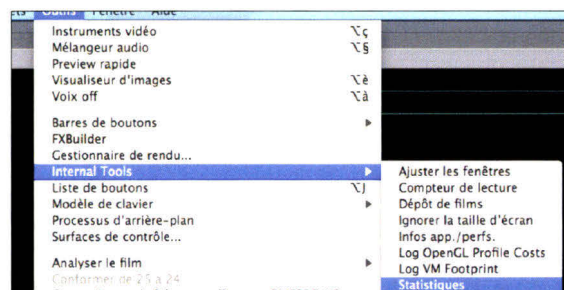 Outils Fenêtre Aide
Instruments vidéo ⌥ç
Mélangeur audio ⌥§
Preview rapide
Visualiseur d'images ⌥è
Voix off ⌥à
Barres de boutons
FXBuilder
Gestionnaire de rendu...
Internal Tools
Liste de boutons ⌥J
Modèle de clavier
Processus d'arrière-plan
Surfaces de contrôle...
Analyser le film
Conformer de 25 à 24
Ajuster les fenêtres
Compteur de lecture
Dépôt de films
Ignorer la taille d'écran
Infos app./perfs.
Log OpenGL Profile Costs
Log VM Footprint
Statistiques